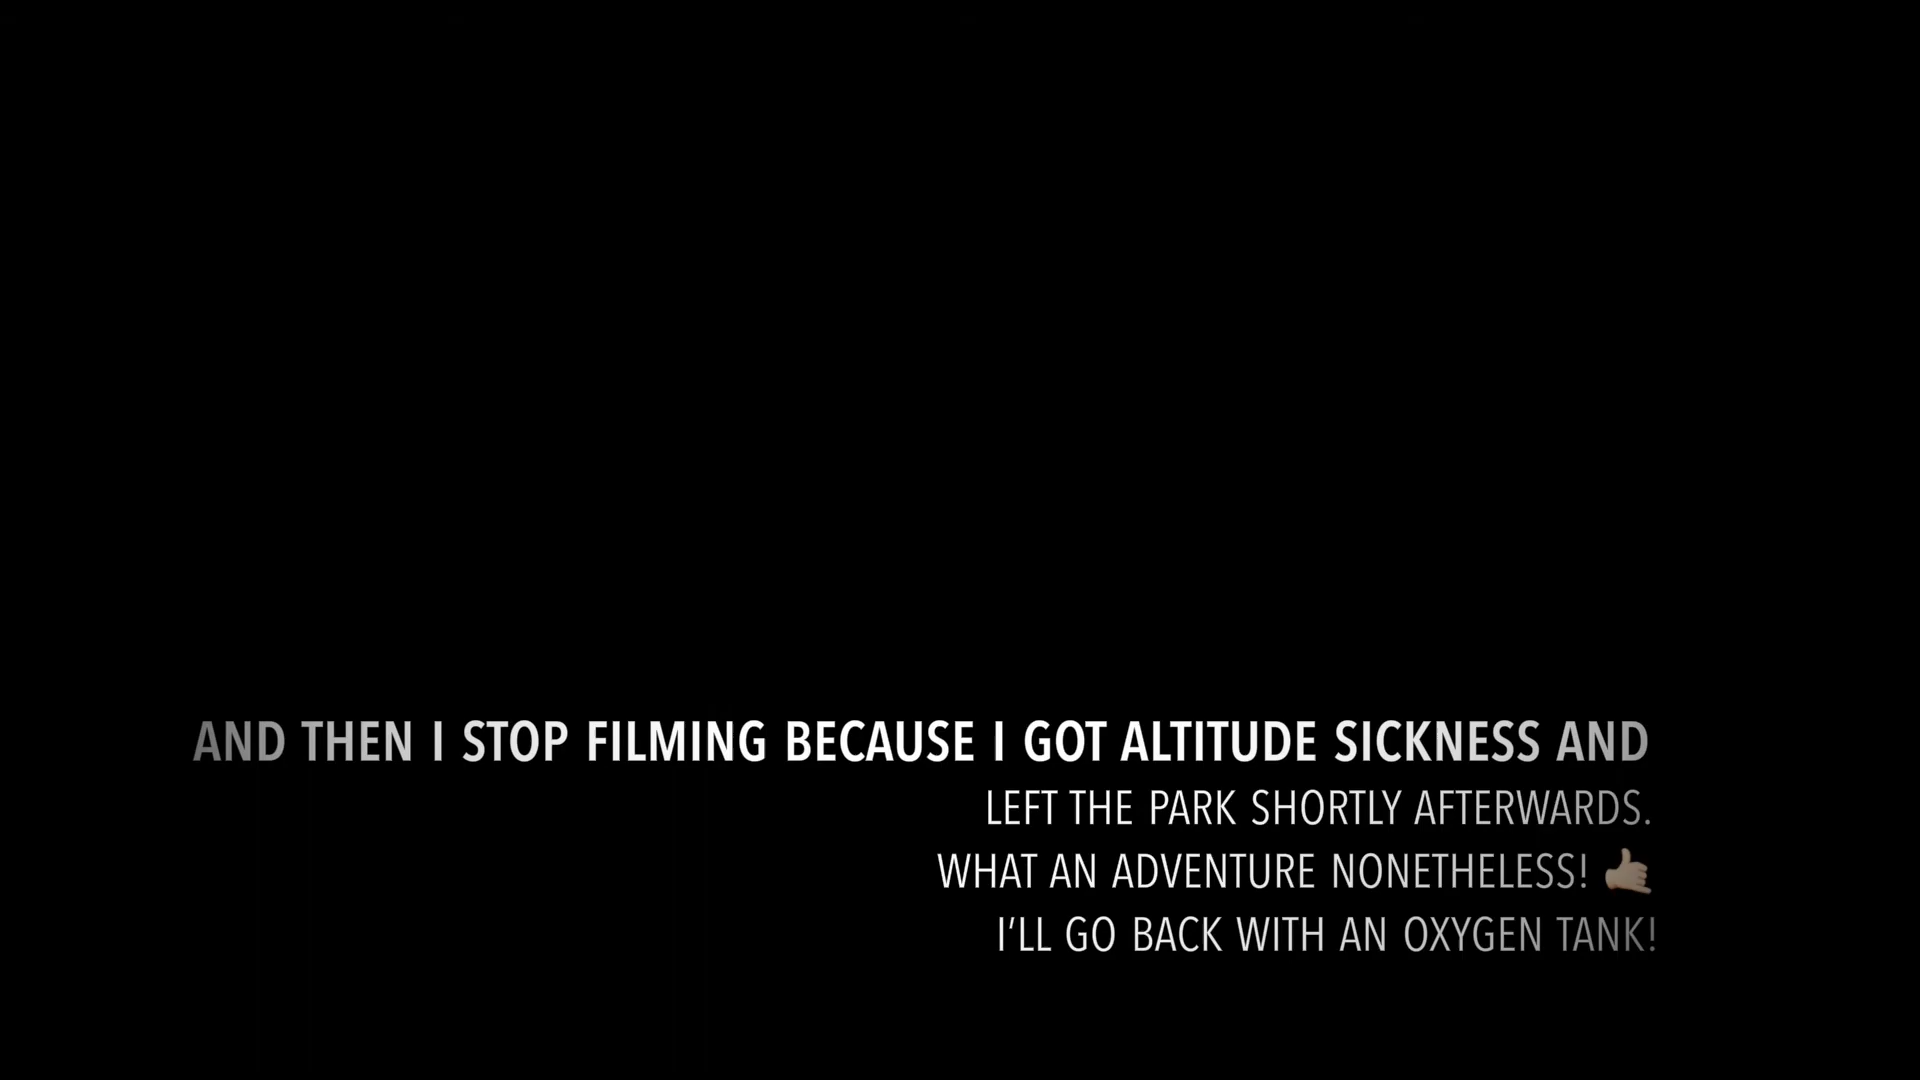 AND THEN I STOP FILMING BECAUSE I GOT ALTITUDE SICKNESS AND
LEFT THE PARK SHORTLY AFTERWARDS.
WHAT AN ADVENTURE NONETHELESS! 🤙🏼
I’LL GO BACK WITH AN OXYGEN TANK!